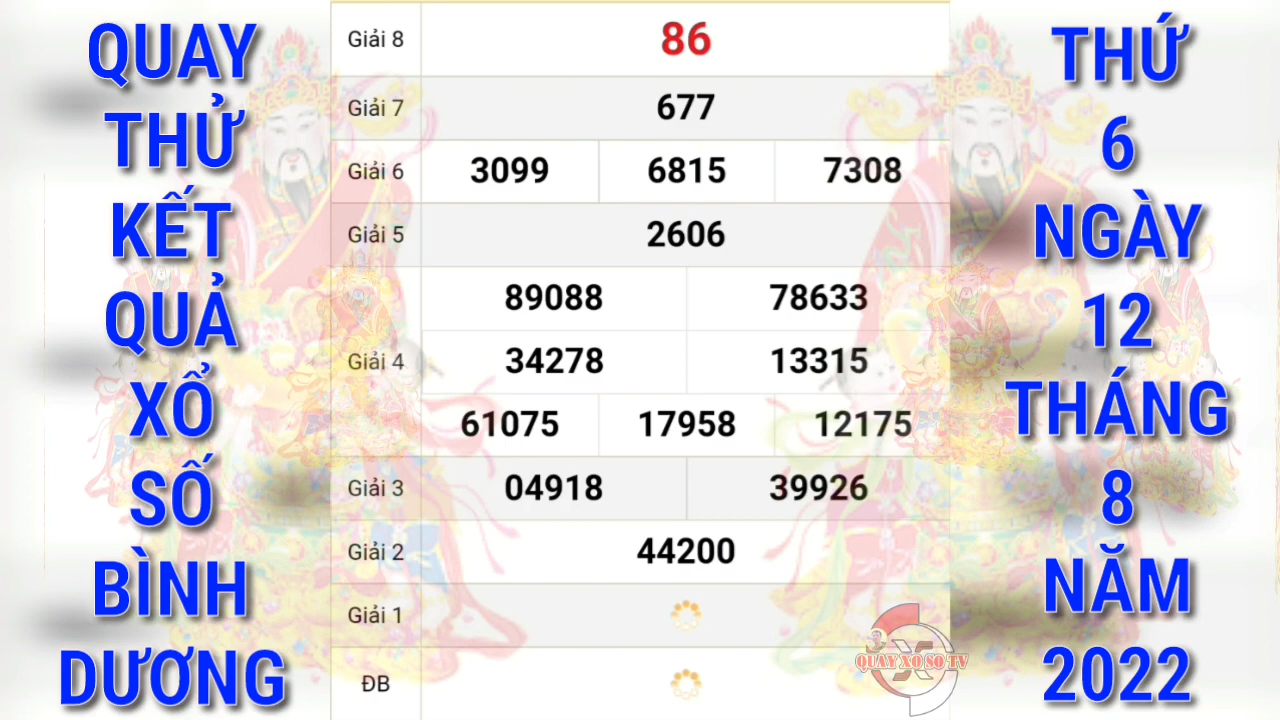 QUAY
THỬ
KẾT
QUẢ
XỔ
SỐ
BÌNH
DƯƠNG
Giải 8 86
Giải 7 677
Giải 6 3099 6815 7308
Giải 5 2606
89088 78633
Giải 4 34278 13315
61075 17958 12175
Giải 3 04918 39926
Giải 2 44200
Giải 1
ĐB
QUAY XO SO TV
THỨ
6
NGÀY
12
THÁNG
8
NĂM
2022